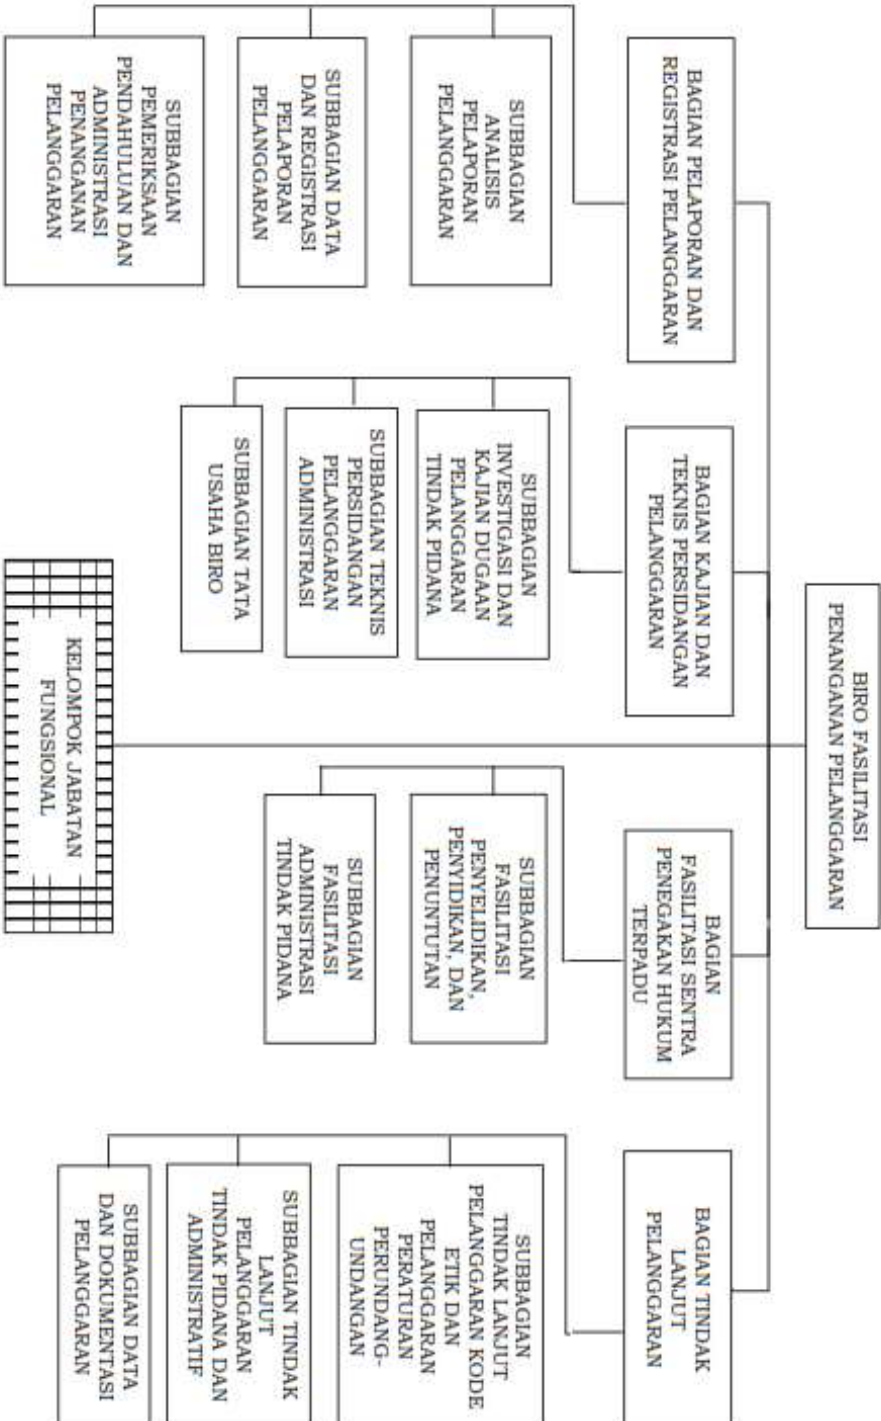 BIRO FASILITASI
PENANGANAN PELANGGARAN
BAGIAN PELAPORAN DAN
REGISTRASI PELANGGARAN
SUBBAGIAN
ANALISIS
PELAPORAN
PELANGGARAN
SUBBAGIAN DATA
DAN REGISTRASI
PELAPORAN
PELANGGARAN
SUBBAGIAN
PEMERIKSAAN
PENDAHULUAN DAN
ADMINISTRASI
PENANGANAN
PELANGGARAN
BAGIAN KAJIAN DAN
TEKNIS PERSIDANGAN
PELANGGARAN
SUBBAGIAN
INVESTIGASI DAN
KAJIAN DUGAAN
PELANGGARAN
TINDAK PIDANA
SUBBAGIAN TEKNIS
PERSIDANGAN
PELANGGARAN
ADMINISTRASI
SUBBAGIAN TATA
USAHA BIRO
BAGIAN
FASILITASI SENTRA
PENEGAKAN HUKUM
TERPADU
SUBBAGIAN
FASILITASI
PENYELIDIKAN,
PENYIDIKAN, DAN
PENUNTUTAN
SUBBAGIAN
FASILITASI
ADMINISTRASI
TINDAK PIDANA
BAGIAN TINDAK
LANJUT
PELANGGARAN
SUBBAGIAN
TINDAK LANJUT
PELANGGARAN KODE
ETIK DAN
PELANGGARAN
PERATURAN
PERUNDANG-
UNDANGAN
SUBBAGIAN TINDAK
LANJUT
PELANGGARAN
TINDAK PIDANA DAN
ADMINISTRATIF
SUBBAGIAN DATA
DAN DOKUMENTASI
PELANGGARAN
KELOMPOK JABATAN
FUNGSIONAL